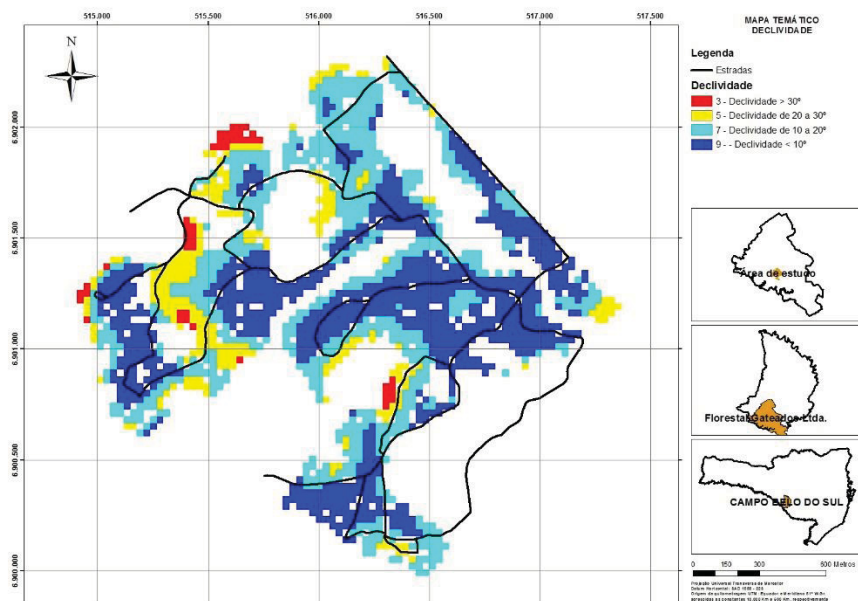 515.000 515.500 516.000 516.500 517.000 517.500
N
6.902.000
6.901.500
6.901.000
6.900.500
6.900.000
MAPA TEMÁTICO
DECLIVIDADE
Legenda
Estradas
Declividade
3 - Declividade > 30º
5 - Declividade de 20 a 30º
7 - Declividade de 10 a 20º
9 - - Declividade < 10º
Área de estudo
Florestal Gateados Ltda.
CAMPO BELO DO SUL
0 150 300 600 Metros
Projeção Universal Transversa de Mercator